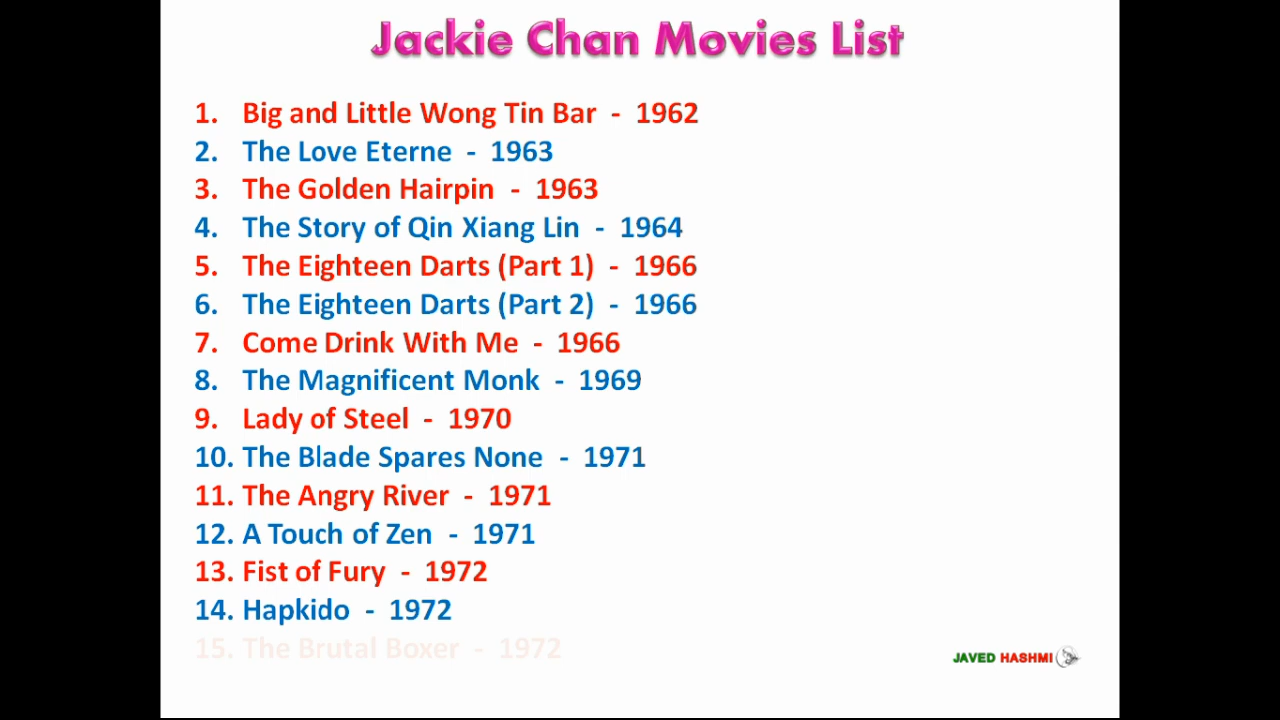 Jackie Chan Movies List
1. Big and Little Wong Tin Bar - 1962
2. The Love Eterne - 1963
3. The Golden Hairpin - 1963
4. The Story of Qin Xiang Lin - 1964
5. The Eighteen Darts (Part 1) - 1966
6. The Eighteen Darts (Part 2) - 1966
7. Come Drink With Me - 1966
8. The Magnificent Monk - 1969
9. Lady of Steel - 1970
10. The Blade Spares None - 1971
11. The Angry River - 1971
12. A Touch of Zen - 1971
13. Fist of Fury - 1972
14. Hapkido - 1972
15. The Brutal Boxer - 1972
JAVED HASHMI